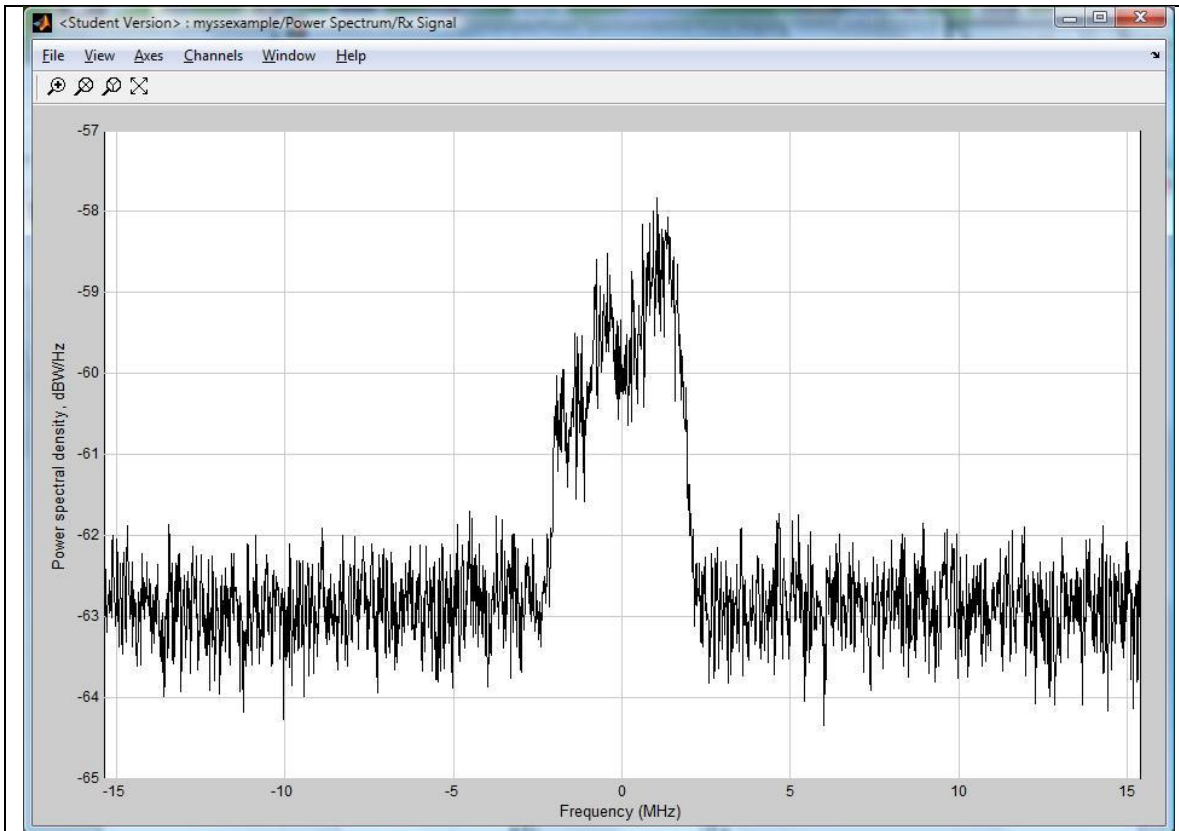 <Student Version> : myssexample/Power Spectrum/Rx Signal
File View Axes Channels Window Help
-57
-58
-59
-60
-61
-62
-63
-64
-65
Power spectral density, dBW/Hz
-15 -10 -5 0 5 10 15
Frequency (MHz)